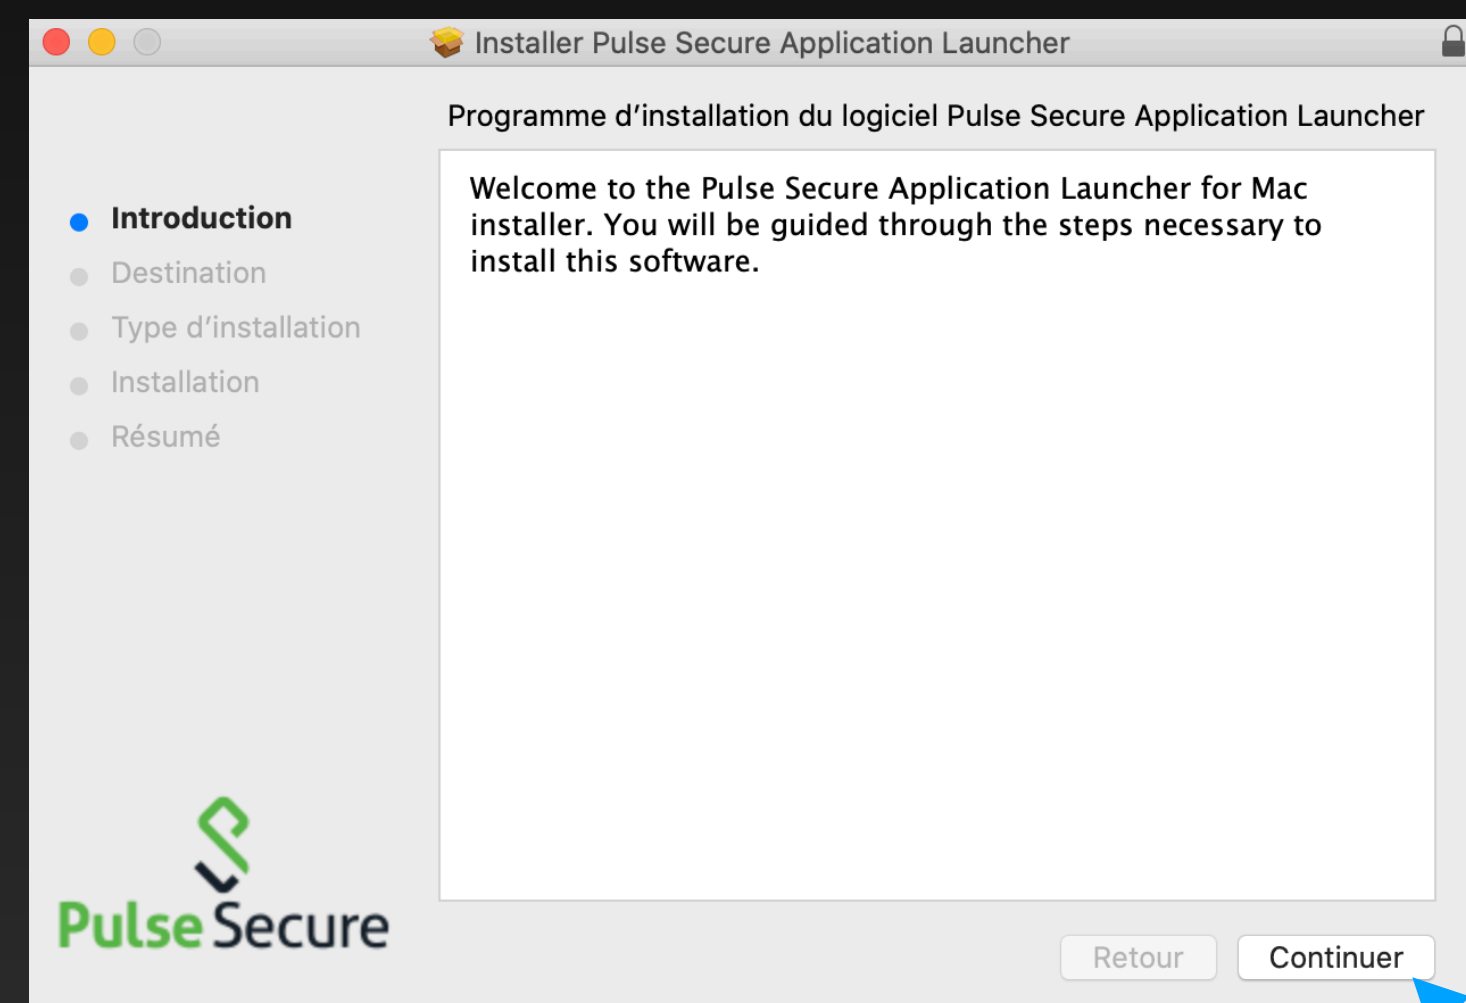 Installer Pulse Secure Application Launcher
Programme d’installation du logiciel Pulse Secure Application Launcher
Introduction
Destination
Type d’installation
Installation
Résumé
Welcome to the Pulse Secure Application Launcher for Mac
installer. You will be guided through the steps necessary to
install this software.
Pulse Secure
Retour
Continuer